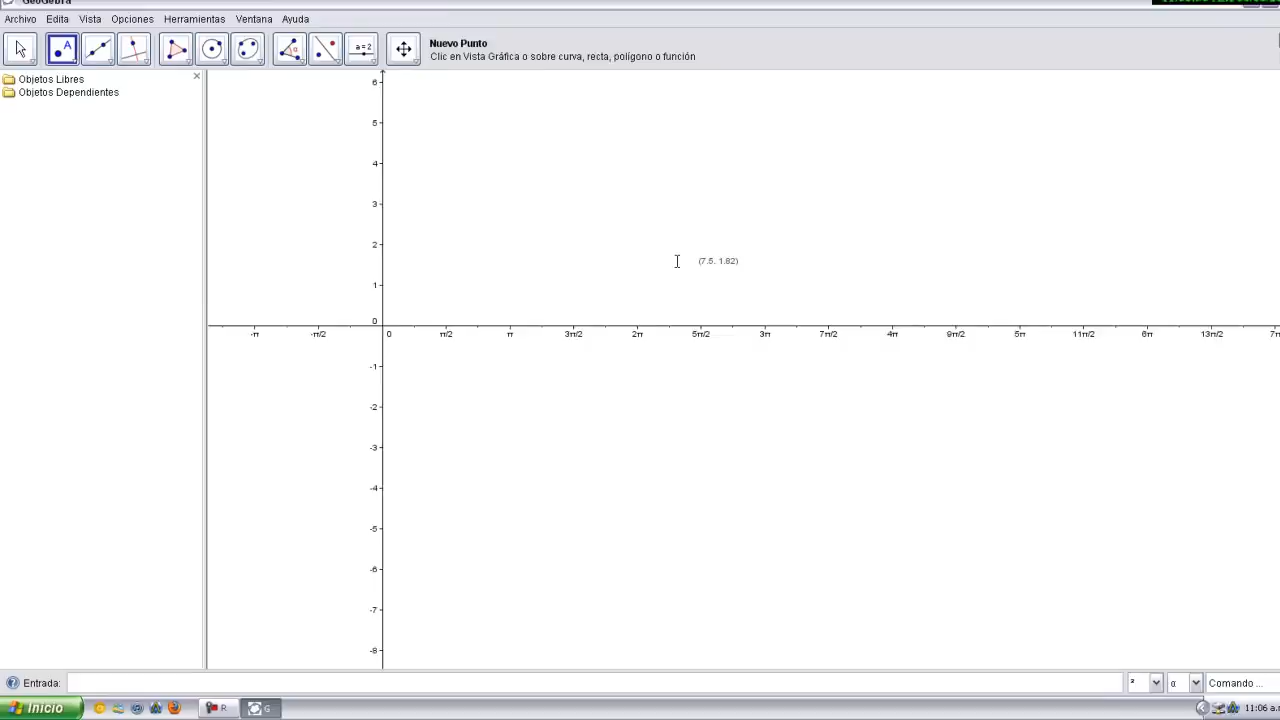 GeoGebra
Archivo Edita Vista Opciones Herramientas Ventana Ayuda
A
a=2
Nuevo Punto
Clic en Vista Gráfica o sobre curva, recta, polígono o función
Objetos Libres
Objetos Dependientes
6
5
4
3
2
(7.5, 1.82)
1
0
-π -π/2 0 π/2 π 3π/2 2π 5π/2 3π 7π/2 4π 9π/2 5π 11π/2 6π 13π/2 7π
-1
-2
-3
-4
-5
-6
-7
-8
Entrada: ² α Comando ...
Inicio R G 11:06 a.